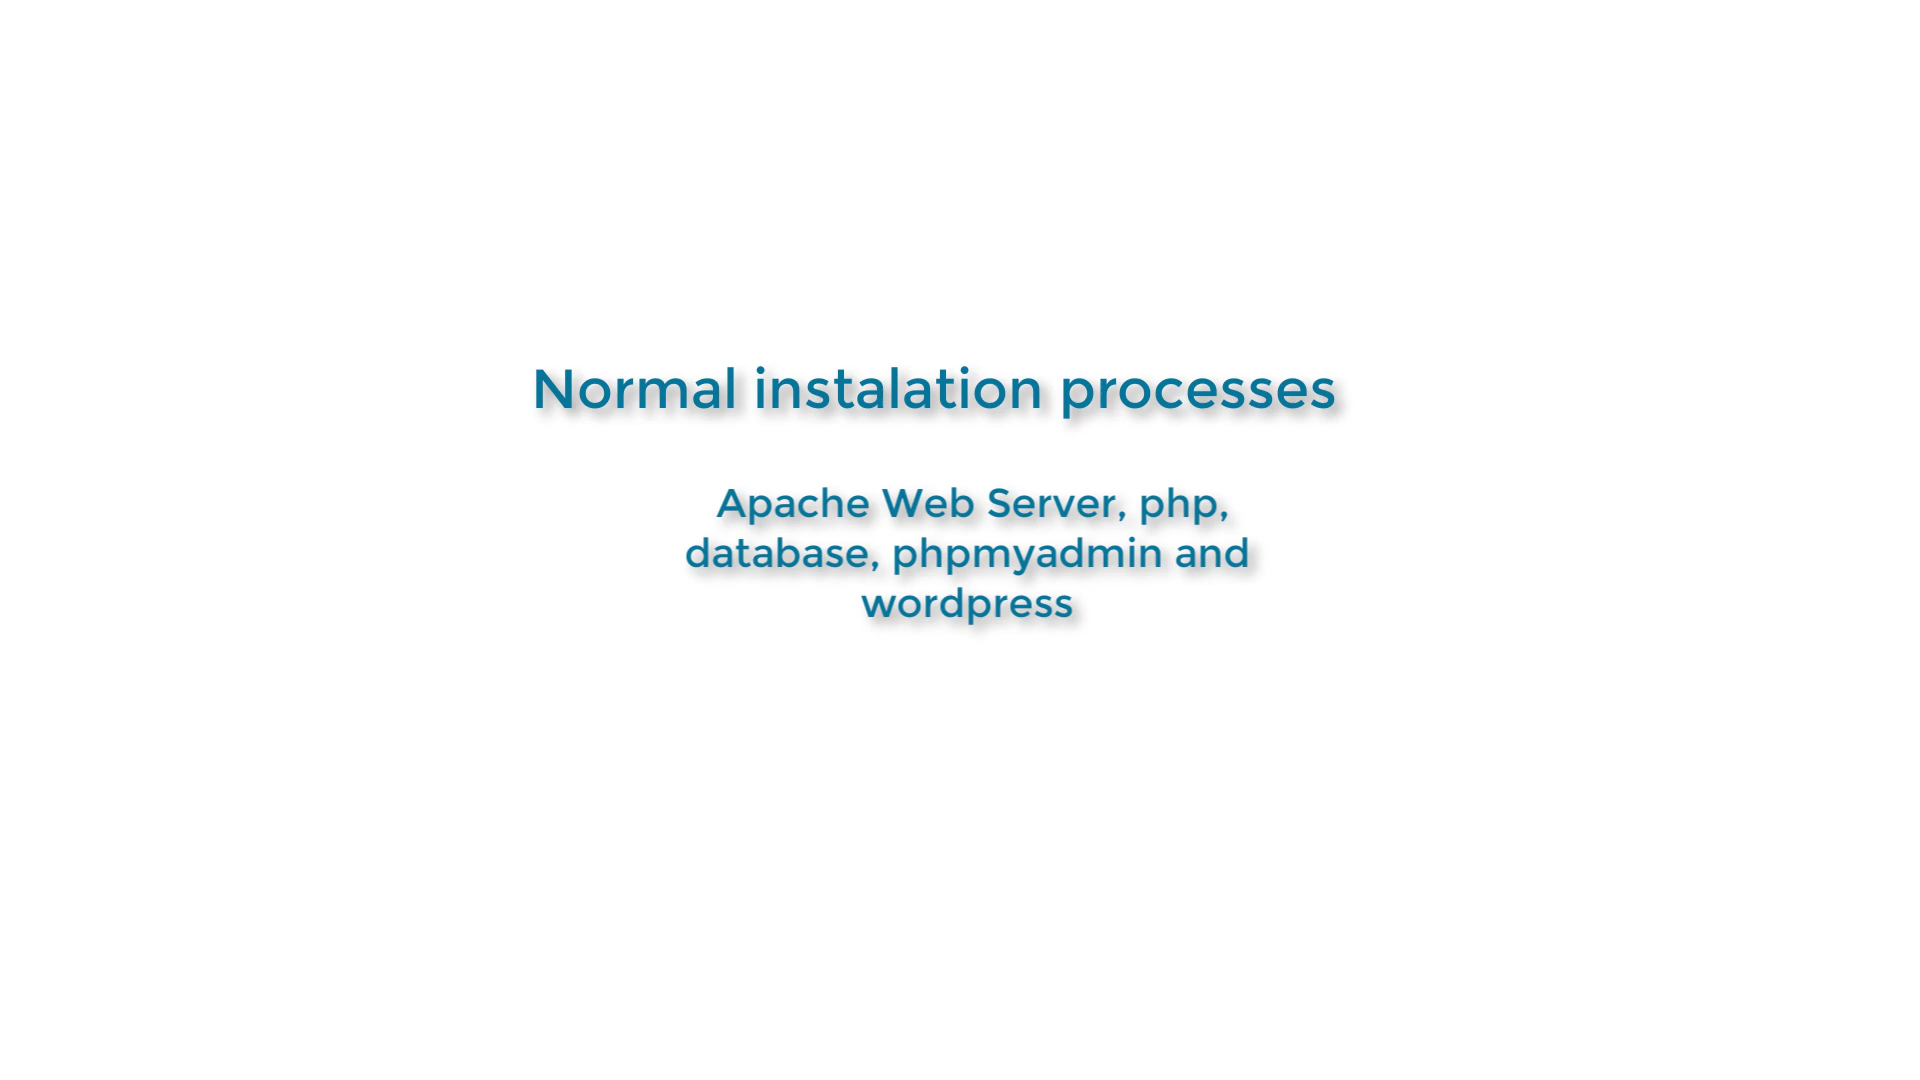 Normal instalation processes
Apache Web Server, php,
database, phpmyadmin and
wordpress